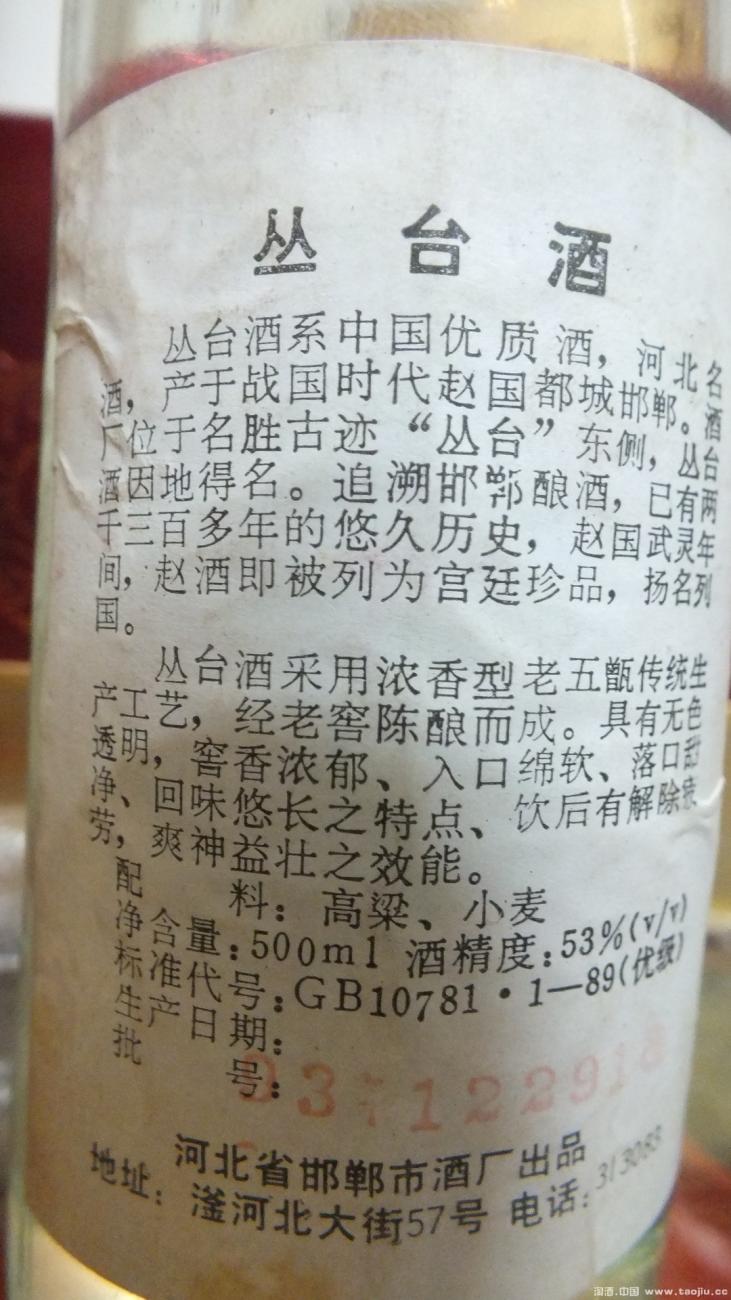 丛台酒
丛台酒系中国优质酒，河北名
酒，产于战国时代赵国都城邯郸。酒
厂位于名胜古迹“丛台”东侧，丛台
酒因地得名。追溯邯郸酿酒，已有两
千三百多年的悠久历史，赵国武灵年
间，赵酒即被列为宫廷珍品，扬名列
国。
丛台酒采用浓香型老五甑传统生
产工艺，经老窖陈酿而成。具有无色
透明，窖香浓郁、入口绵软、落口甜
净、回味悠长之特点、饮后有解除疲
劳，爽神益壮之效能。
配料：高粱、小麦
净含量：500ml 酒精度：53%(v/v)
标准代号：GB10781·1—89(优级)
生产日期：
批号：
河北省邯郸市酒厂出品
地址：滏河北大街57号 电话：313083
淘酒.中国 www.taojiu.cc